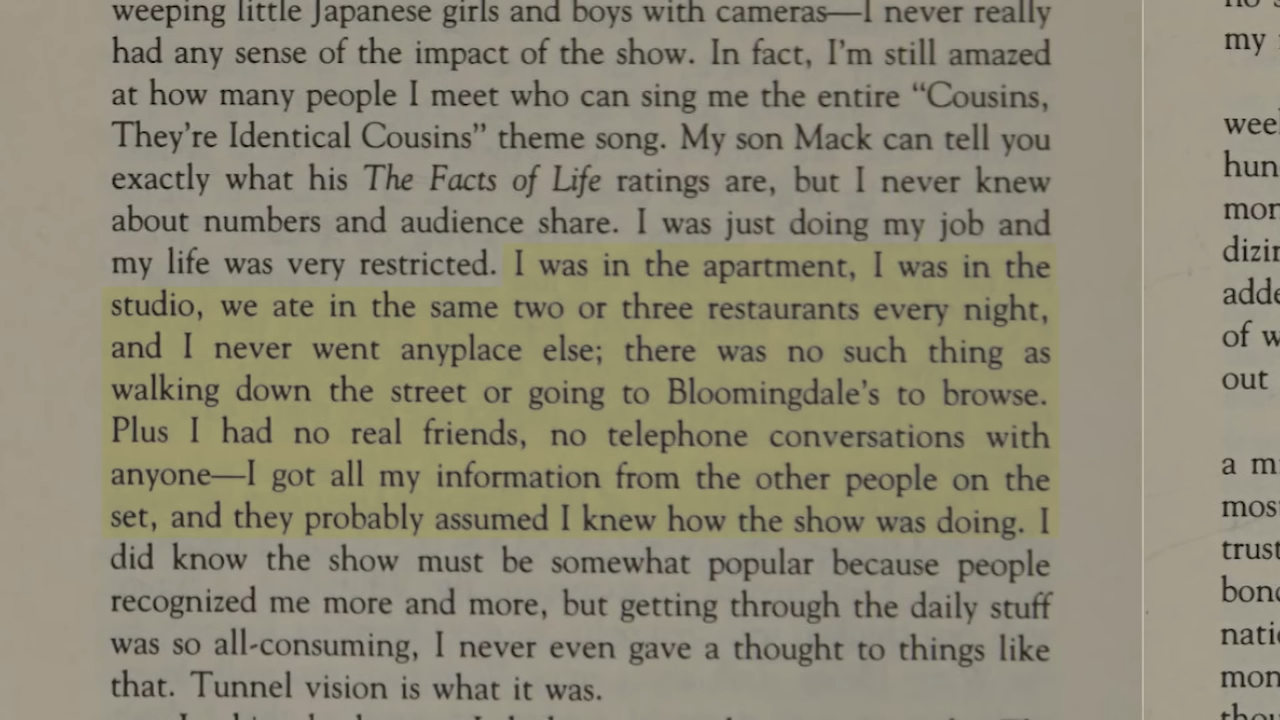 weeping little Japanese girls and boys with cameras—I never really
had any sense of the impact of the show. In fact, I'm still amazed
at how many people I meet who can sing me the entire “Cousins,
They're Identical Cousins” theme song. My son Mack can tell you
exactly what his The Facts of Life ratings are, but I never knew
about numbers and audience share. I was just doing my job and
my life was very restricted. I was in the apartment, I was in the
studio, we ate in the same two or three restaurants every night,
and I never went anyplace else; there was no such thing as
walking down the street or going to Bloomingdale's to browse.
Plus I had no real friends, no telephone conversations with
anyone—I got all my information from the other people on the
set, and they probably assumed I knew how the show was doing. I
did know the show must be somewhat popular because people
recognized me more and more, but getting through the daily stuff
was so all-consuming, I never even gave a thought to things like
that. Tunnel vision is what it was.
my
of
out
a